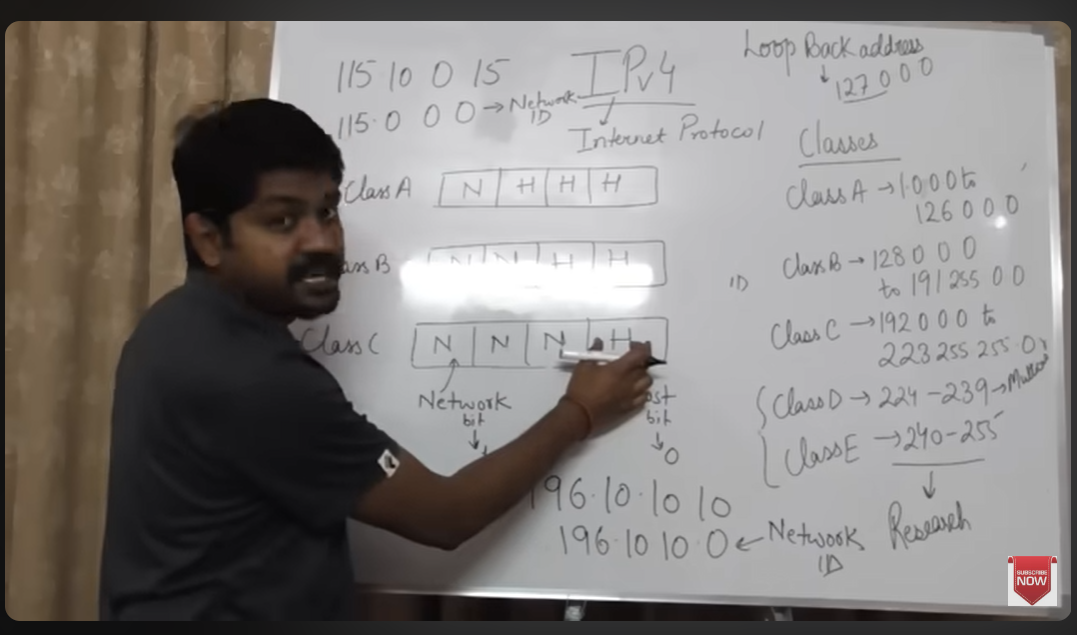 Loop Back address
↓
127 0 0 0
115 10 0 15
IPv4
115.0 0 0 → Network ID
Internet Protocol
Classes
Class A N H H H
Class A → 1.0 0 0 to
126 0 0 0
ass B N N H H
Class B → 128 0 0 0
to 191 255 0 0
ID
Class C N N N H
Class C → 192 0 0 0 to
223 255 255.0
Network
bit
↓
ost
bit
↓
0
Class D → 224 - 239 →
Class E → 240 - 255
↓
Research
196.10.10 10
196.10 10.0 ← Network
ID
SUBSCRIBE
NOW